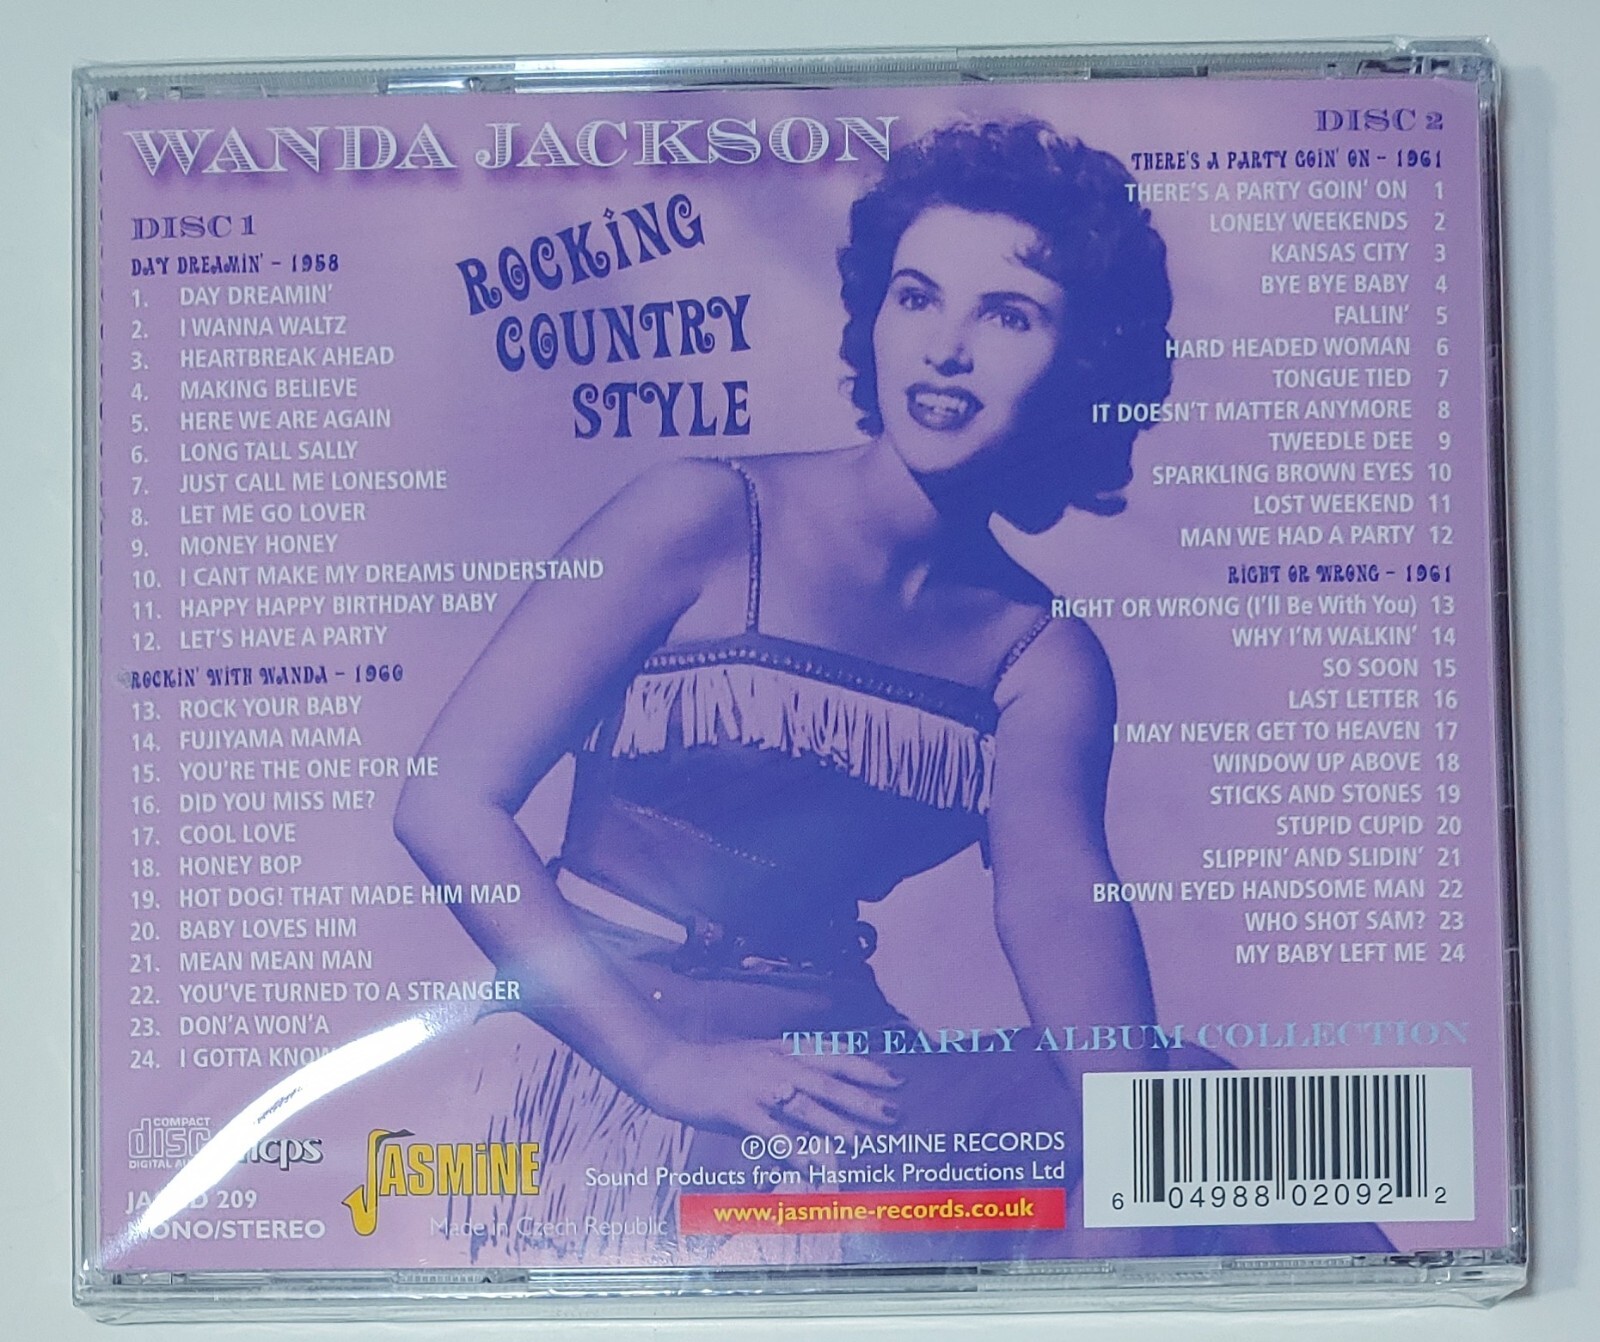 WANDA JACKSON
ROCKING
COUNTRY
STYLE
DISC 1
DAY DREAMIN' - 1958
1. DAY DREAMIN'
2. I WANNA WALTZ
3. HEARTBREAK AHEAD
4. MAKING BELIEVE
5. HERE WE ARE AGAIN
6. LONG TALL SALLY
7. JUST CALL ME LONESOME
8. LET ME GO LOVER
9. MONEY HONEY
10. I CANT MAKE MY DREAMS UNDERSTAND
11. HAPPY HAPPY BIRTHDAY BABY
12. LET'S HAVE A PARTY
ROCKIN' WITH WANDA - 1960
13. ROCK YOUR BABY
14. FUJIYAMA MAMA
15. YOU'RE THE ONE FOR ME
16. DID YOU MISS ME?
17. COOL LOVE
18. HONEY BOP
19. HOT DOG! THAT MADE HIM MAD
20. BABY LOVES HIM
21. MEAN MEAN MAN
22. YOU'VE TURNED TO A STRANGER
23. DON'A WON'A
24. I GOTTA KNOW
DISC 2
THERE'S A PARTY GOIN' ON - 1961
THERE'S A PARTY GOIN' ON 1
LONELY WEEKENDS 2
KANSAS CITY 3
BYE BYE BABY 4
FALLIN' 5
HARD HEADED WOMAN 6
TONGUE TIED 7
IT DOESN'T MATTER ANYMORE 8
TWEEDLE DEE 9
SPARKLING BROWN EYES 10
LOST WEEKEND 11
MAN WE HAD A PARTY 12
RIGHT OR WRONG - 1961
RIGHT OR WRONG (I'll Be With You) 13
WHY I'M WALKIN' 14
SO SOON 15
LAST LETTER 16
I MAY NEVER GET TO HEAVEN 17
WINDOW UP ABOVE 18
STICKS AND STONES 19
STUPID CUPID 20
SLIPPIN' AND SLIDIN' 21
BROWN EYED HANDSOME MAN 22
WHO SHOT SAM? 23
MY BABY LEFT ME 24
THE EARLY ALBUM COLLECTION
COMPACT
disc
DIGITAL
mcps
209
MONO/STEREO
JASMINE
Made in Czech Republic
℗© 2012 JASMINE RECORDS
Sound Products from Hasmick Productions Ltd
www.jasmine-records.co.uk
6 04988 02092 2